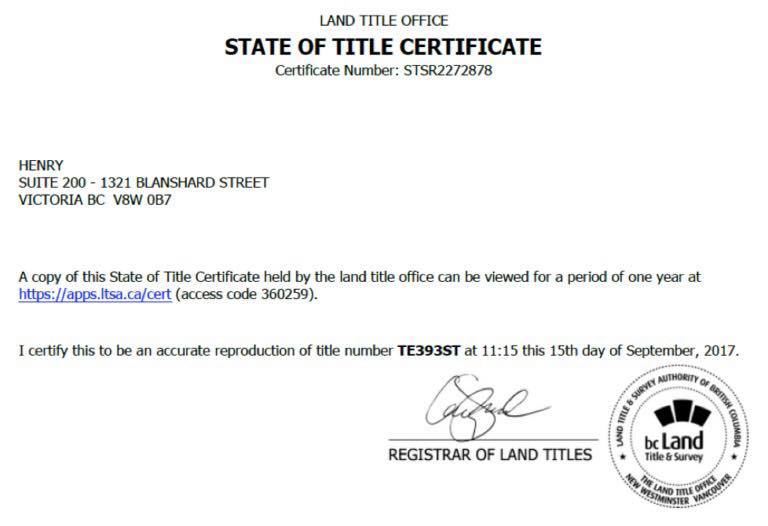 LAND TITLE OFFICE
STATE OF TITLE CERTIFICATE
Certificate Number: STSR2272878
HENRY
SUITE 200 - 1321 BLANSHARD STREET
VICTORIA BC V8W 0B7
A copy of this State of Title Certificate held by the land title office can be viewed for a period of one year at
https://apps.ltsa.ca/cert (access code 360259).
I certify this to be an accurate reproduction of title number TE393ST at 11:15 this 15th day of September, 2017.
REGISTRAR OF LAND TITLES
LAND TITLE & SURVEY AUTHORITY OF BRITISH COLUMBIA
bc Land
Title & Survey
THE LAND TITLE OFFICE
NEW WESTMINSTER VANCOUVER